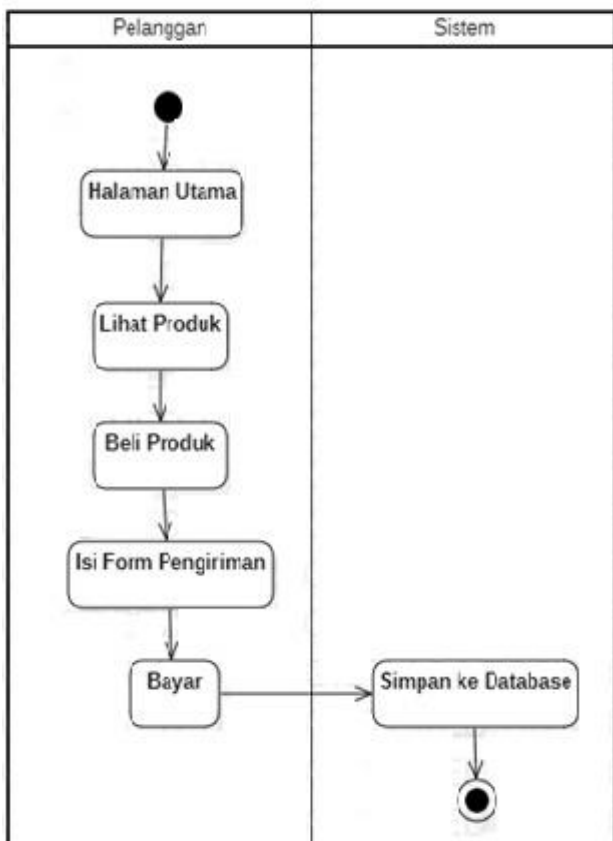 Pelanggan
Sistem
Halaman Utama
Lihat Produk
Beli Produk
Isi Form Pengiriman
Bayar
Simpan ke Database